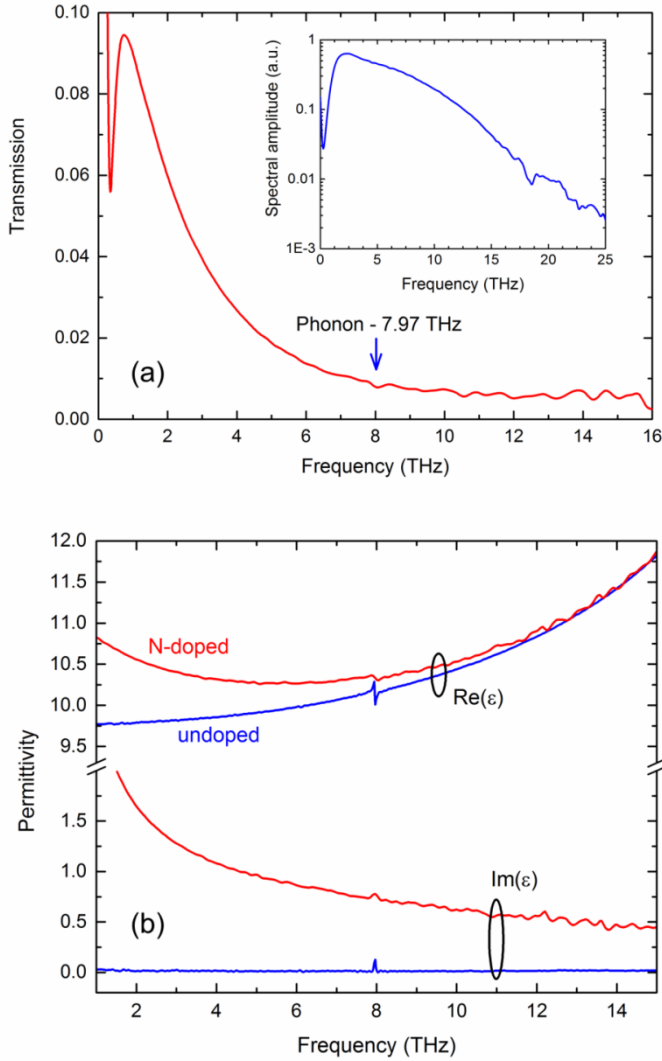 0.10
0.08
0.06
0.04
0.02
0.00
Transmission
0 2 4 6 8 10 12 14 16
Frequency (THz)
Phonon - 7.97 THz
(a)
1
0.1
0.01
1E-3
Spectral amplitude (a.u.)
0 5 10 15 20 25
Frequency (THz)
12.0
11.5
11.0
10.5
10.0
9.5
1.5
1.0
0.5
0.0
Permittivity
N-doped
undoped
Re(ε)
Im(ε)
(b)
2 4 6 8 10 12 14
Frequency (THz)